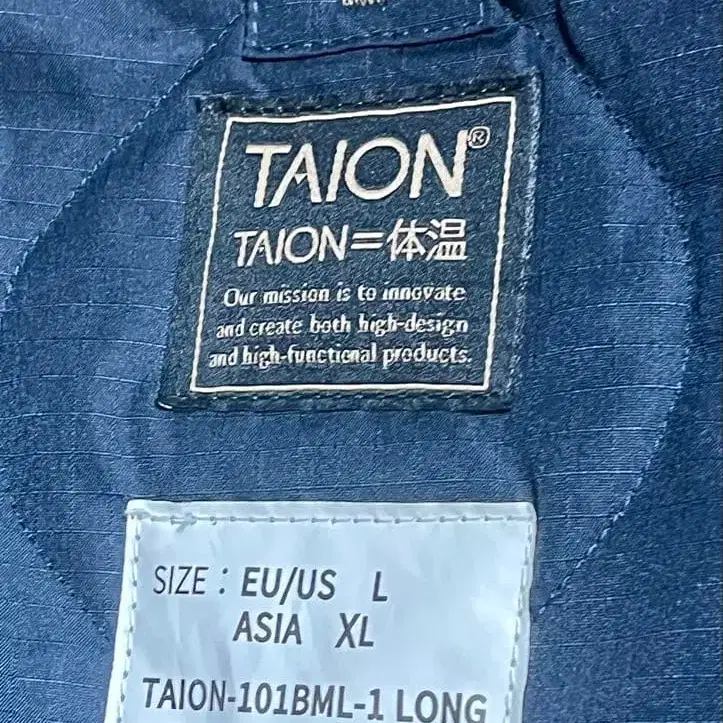 TAION®
TAION=体温
Our mission is to innovate
and create both high-design
and high-functional products.
SIZE : EU/US L
ASIA XL
TAION-101BML-1 LONG